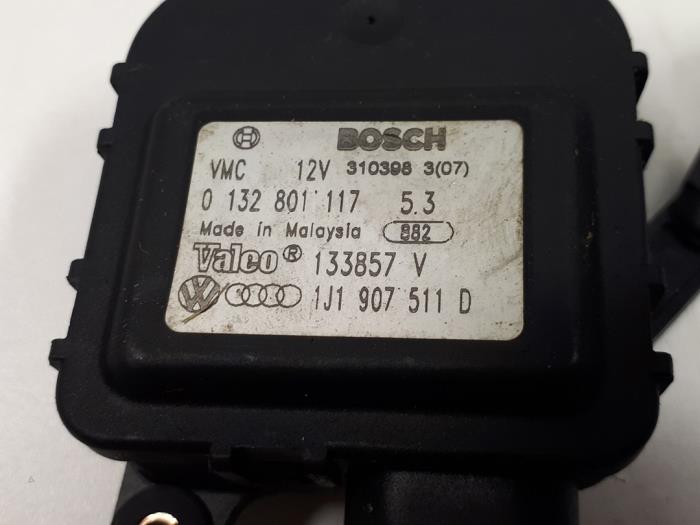 BOSCH
VMC 12V 310398 3(07)
0 132 801 117 5.3
Made in Malaysia 882
Valeo® 133857 V
VW 1J1 907 511 D